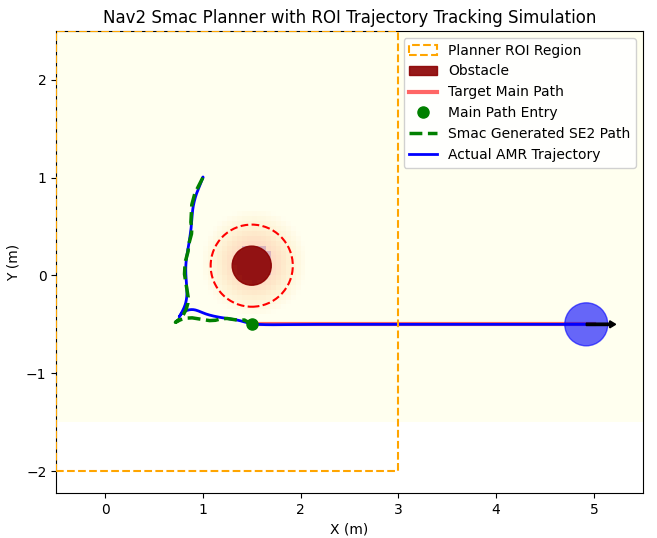 Nav2 Smac Planner with ROI Trajectory Tracking Simulation
Planner ROI Region
Obstacle
Target Main Path
Main Path Entry
Smac Generated SE2 Path
Actual AMR Trajectory
2
1
0
−1
−2
Y (m)
0
1
2
3
4
5
X (m)